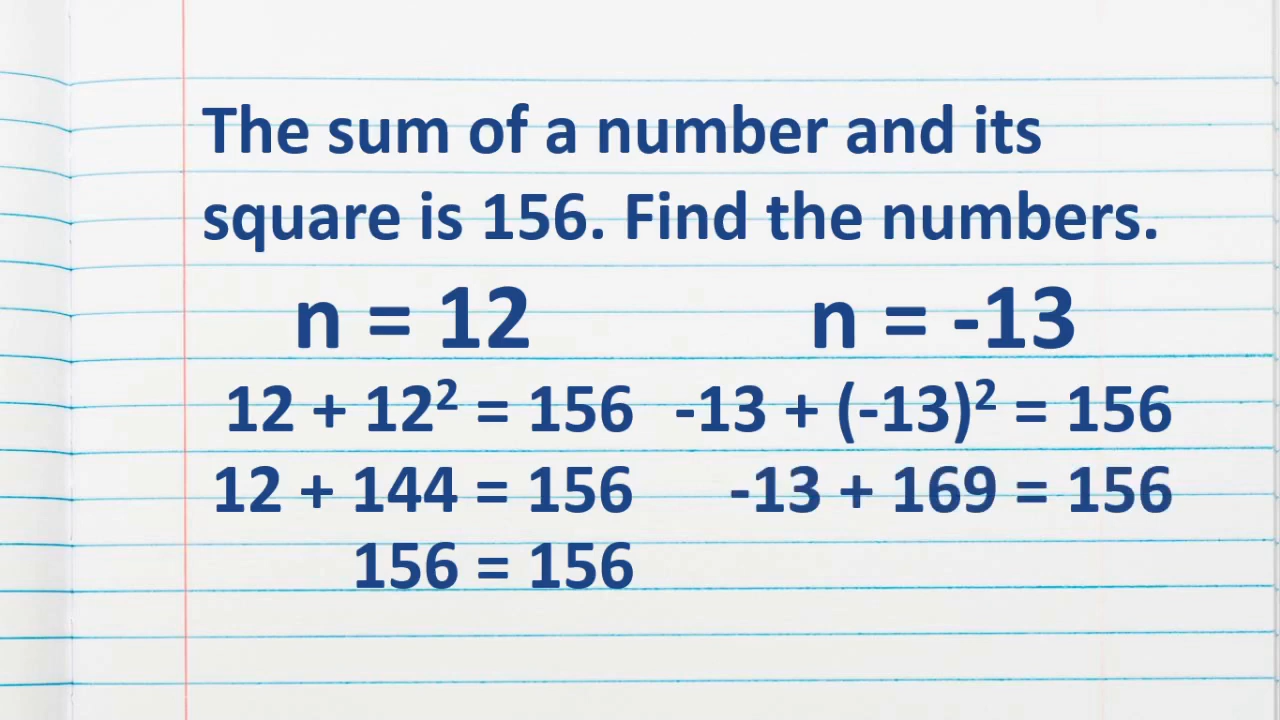 The sum of a number and its
square is 156. Find the numbers.
n = 12 n = -13
12 + 12² = 156 -13 + (-13)² = 156
12 + 144 = 156 -13 + 169 = 156
156 = 156